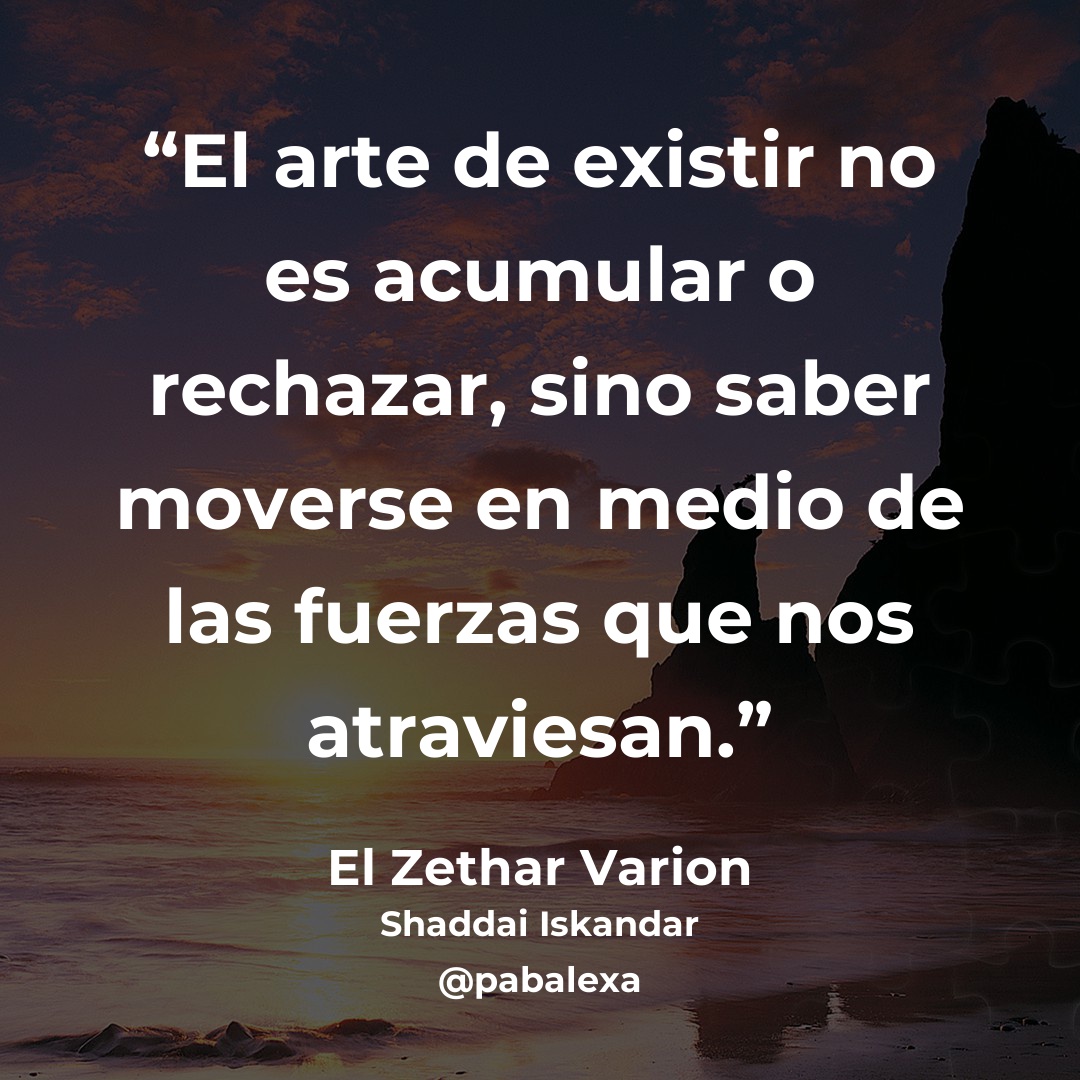 “El arte de existir no
es acumular o
rechazar, sino saber
moverse en medio de
las fuerzas que nos
atraviesan.”
El Zethar Varion
Shaddai Iskandar
@pabalexa